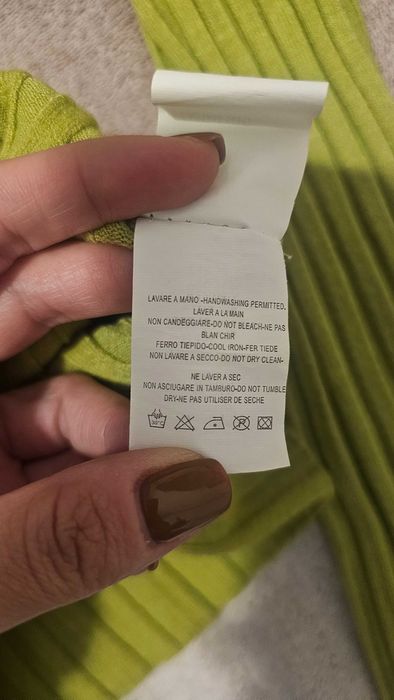 LAVARE A MANO -HANDWASHING PERMITTED.
LÁVER A LA MAIN
NON CANDEGGIARE-DO NOT BLEACH-NE PAS
BLAN CHIR
FERRO TIEPIDO-COOL IRON-FER TIEDE
NON LAVARE A SECCO-DO NOT DRY CLEAN-
NE LAVER A SEC
NON ASCIUGARE IN TAMBURO-DO NOT TUMBLE
DRY-NE PAS UTILISER DE SECHE
30°C